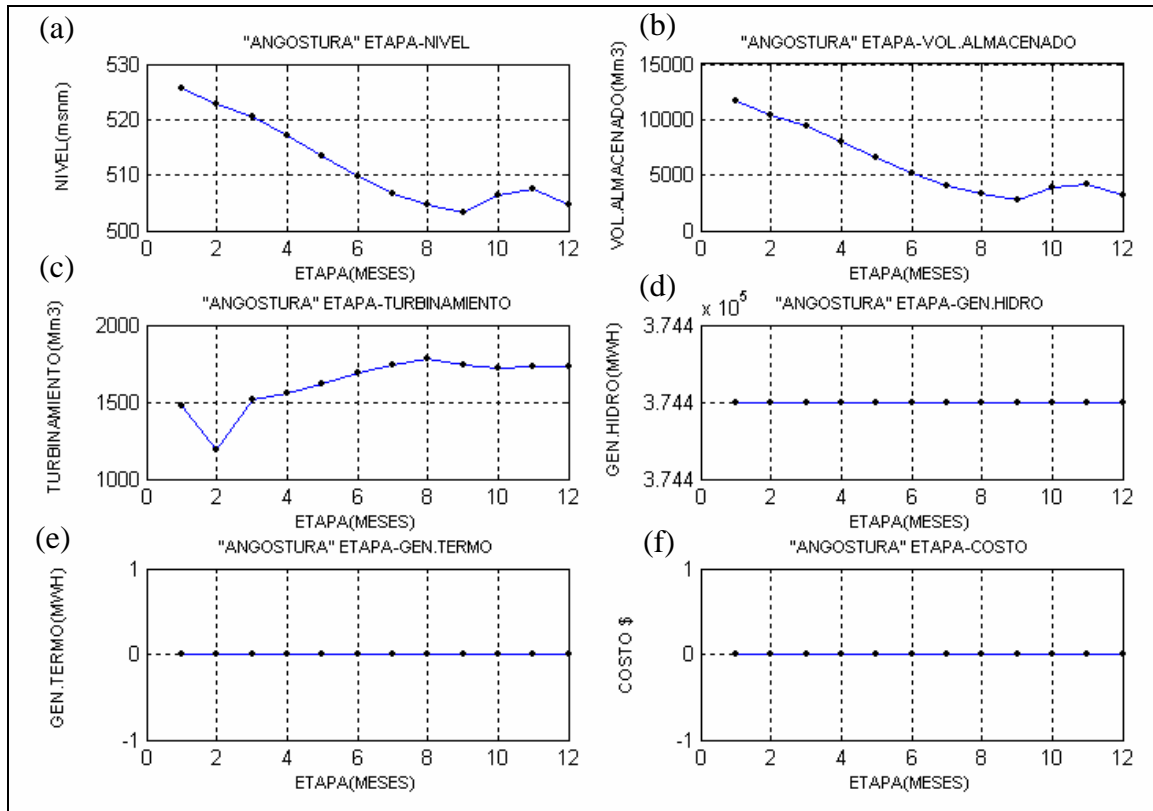 (a)
"ANGOSTURA" ETAPA-NIVEL
NIVEL(msnm)
530
520
510
500
0 2 4 6 8 10 12
ETAPA(MESES)
(b)
"ANGOSTURA" ETAPA-VOL.ALMACENADO
VOL.ALMACENADO(Mm3)
15000
10000
5000
0
0 2 4 6 8 10 12
ETAPA(MESES)
(c)
"ANGOSTURA" ETAPA-TURBINAMIENTO
TURBINAMIENTO(Mm3)
2000
1500
1000
0 2 4 6 8 10 12
ETAPA(MESES)
(d)
"ANGOSTURA" ETAPA-GEN.HIDRO
x 10^5
GEN.HIDRO(MWH)
3.744
3.744
3.744
0 2 4 6 8 10 12
ETAPA(MESES)
(e)
"ANGOSTURA" ETAPA-GEN.TERMO
GEN.TERMO(MWH)
1
0
-1
0 2 4 6 8 10 12
ETAPA(MESES)
(f)
"ANGOSTURA" ETAPA-COSTO
COSTO $
1
0
-1
0 2 4 6 8 10 12
ETAPA(MESES)